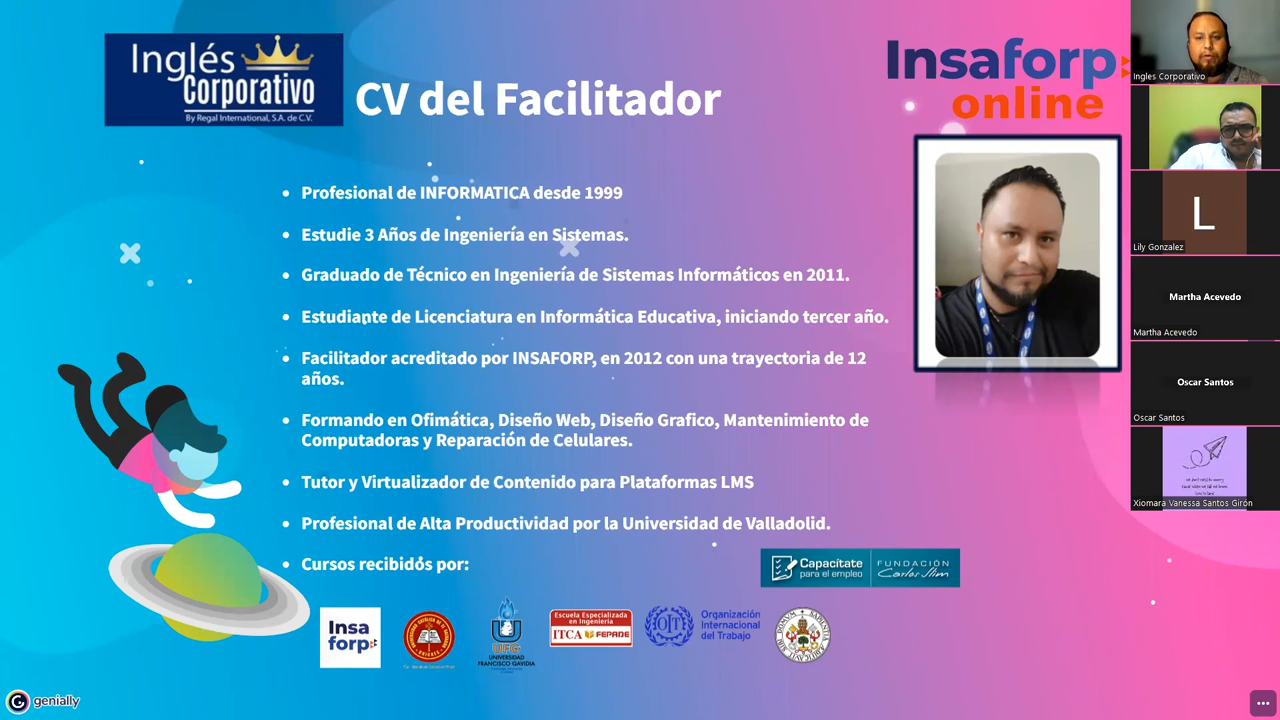 Inglés
Corporativo
By Regal International, S.A. de C.V.
CV del Facilitador
Insaforp
online
Profesional de INFORMATICA desde 1999
Estudie 3 Años de Ingeniería en Sistemas.
Graduado de Técnico en Ingeniería de Sistemas Informáticos en 2011.
Estudiante de Licenciatura en Informática Educativa, iniciando tercer año.
Facilitador acreditado por INSAFORP, en 2012 con una trayectoria de 12
años.
Formando en Ofimática, Diseño Web, Diseño Grafico, Mantenimiento de
Computadoras y Reparación de Celulares.
Tutor y Virtualizador de Contenido para Plataformas LMS
Profesional de Alta Productividad por la Universidad de Valladolid.
Cursos recibidos por:
Capacítate
para el empleo
FUNDACIÓN
Carlos Slim
Insa
forp
UFG
UNIVERSIDAD
FRANCISCO GAVIDIA
Escuela Especializada
en Ingeniería
ITCA FEPADE
OIT
Organización
Internacional
del Trabajo
genially
Ingles Corporativo
L
Lily Gonzalez
Martha Acevedo
Martha Acevedo
Oscar Santos
Oscar Santos
Xiomara Vanessa Santos Girón